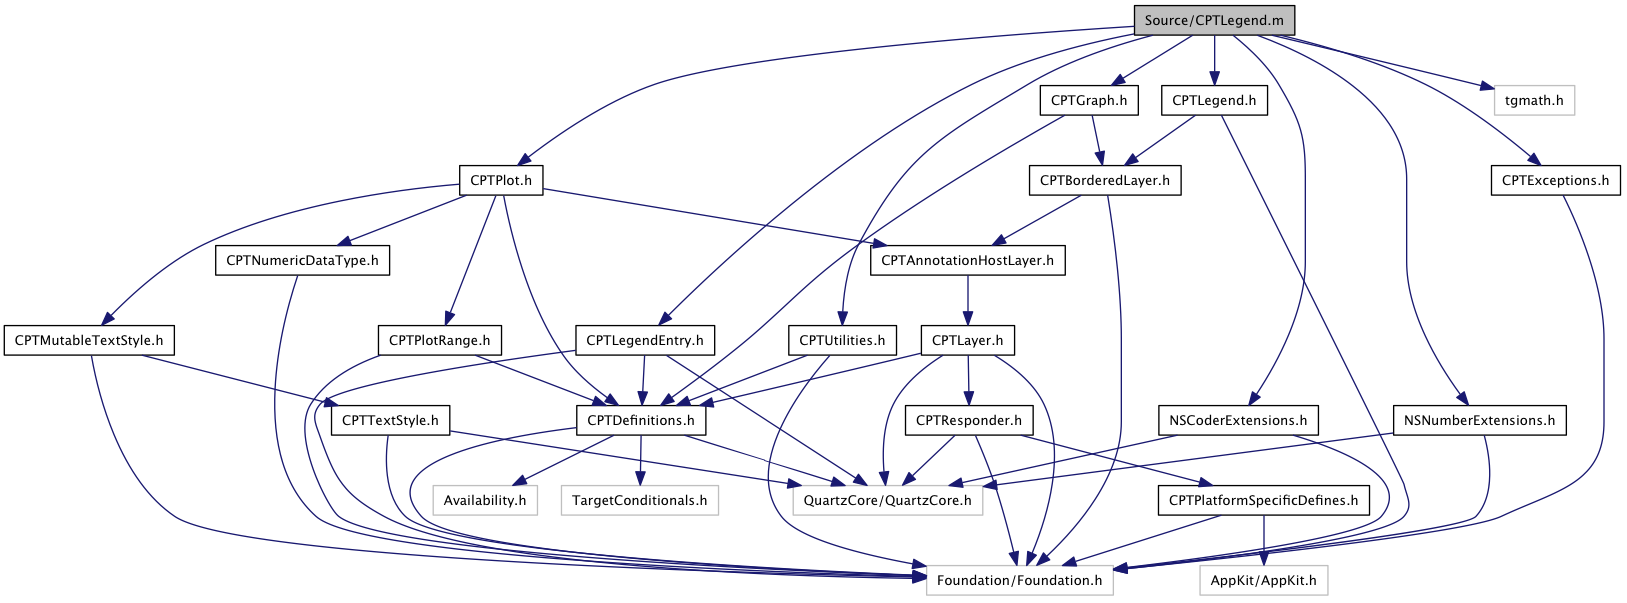 Source/CPTLegend.m
CPTGraph.h
CPTLegend.h
tgmath.h
CPTPlot.h
CPTBorderedLayer.h
CPTExceptions.h
CPTNumericDataType.h
CPTAnnotationHostLayer.h
CPTMutableTextStyle.h
CPTPlotRange.h
CPTLegendEntry.h
CPTUtilities.h
CPTLayer.h
CPTTextStyle.h
CPTDefinitions.h
CPTResponder.h
NSCoderExtensions.h
NSNumberExtensions.h
Availability.h
TargetConditionals.h
QuartzCore/QuartzCore.h
CPTPlatformSpecificDefines.h
Foundation/Foundation.h
AppKit/AppKit.h